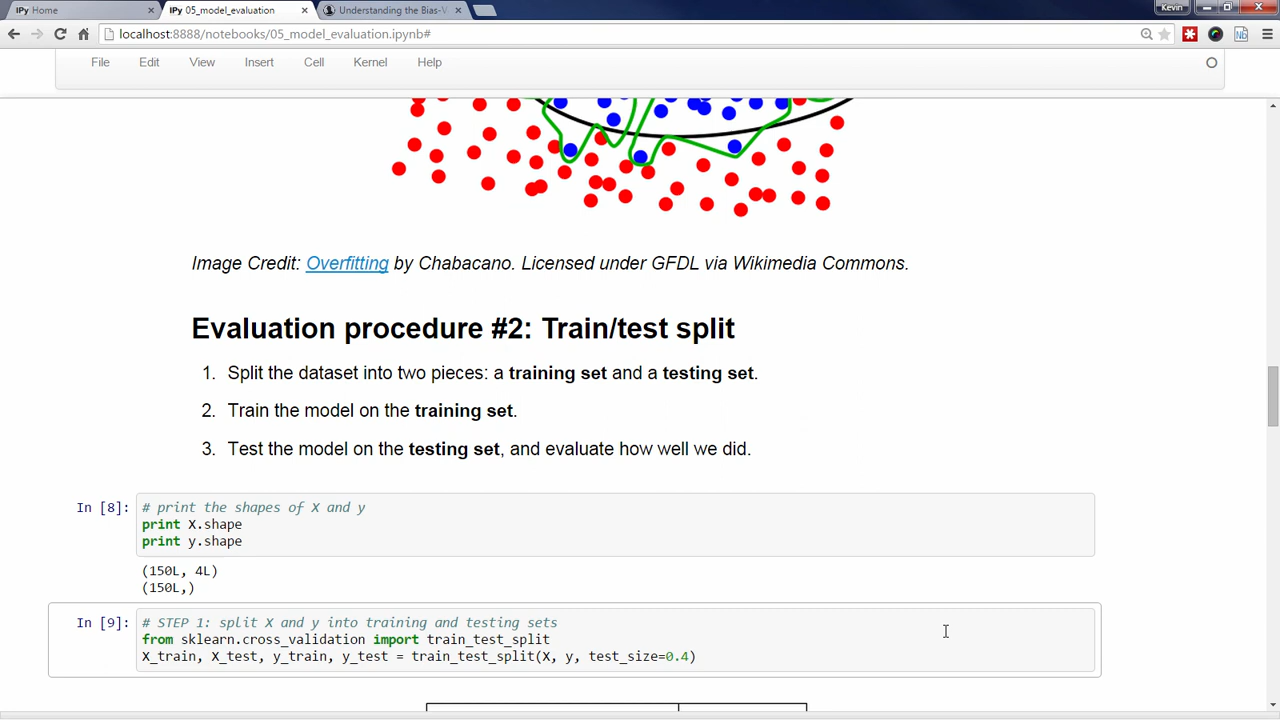 IPy Home
IPy 05_model_evaluation
Understanding the Bias-V
Kevin
localhost:8888/notebooks/05_model_evaluation.ipynb#
File Edit View Insert Cell Kernel Help
Image Credit: Overfitting by Chabacano. Licensed under GFDL via Wikimedia Commons.
Evaluation procedure #2: Train/test split
1. Split the dataset into two pieces: a training set and a testing set.
2. Train the model on the training set.
3. Test the model on the testing set, and evaluate how well we did.
In [8]: # print the shapes of X and y
print X.shape
print y.shape
(150L, 4L)
(150L,)
In [9]: # STEP 1: split X and y into training and testing sets
from sklearn.cross_validation import train_test_split
X_train, X_test, y_train, y_test = train_test_split(X, y, test_size=0.4)